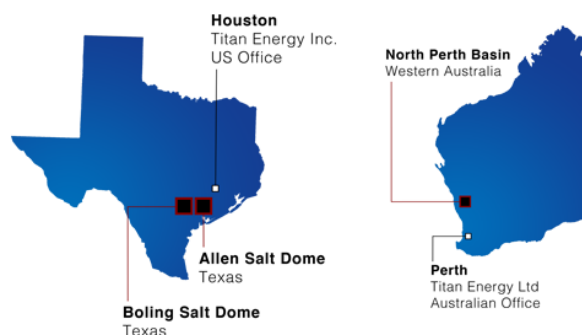 Houston
Titan Energy Inc.
US Office
North Perth Basin
Western Australia
Allen Salt Dome
Texas
Boling Salt Dome
Texas
Perth
Titan Energy Ltd
Australian Office